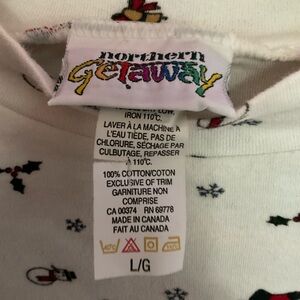 northern
Getaway
LOW,
IRON 110°C.
LAVER À LA MACHINE À
L'EAU TIÈDE, PAS DE
CHLORURE, SÉCHAGE PAR
CULBUTAGE, REPASSER
À 110°C.
100% COTTON/COTON
EXCLUSIVE OF TRIM
GARNITURE NON
COMPRISE
CA 00374 RN 69778
MADE IN CANADA
FAIT AU CANADA
L/G